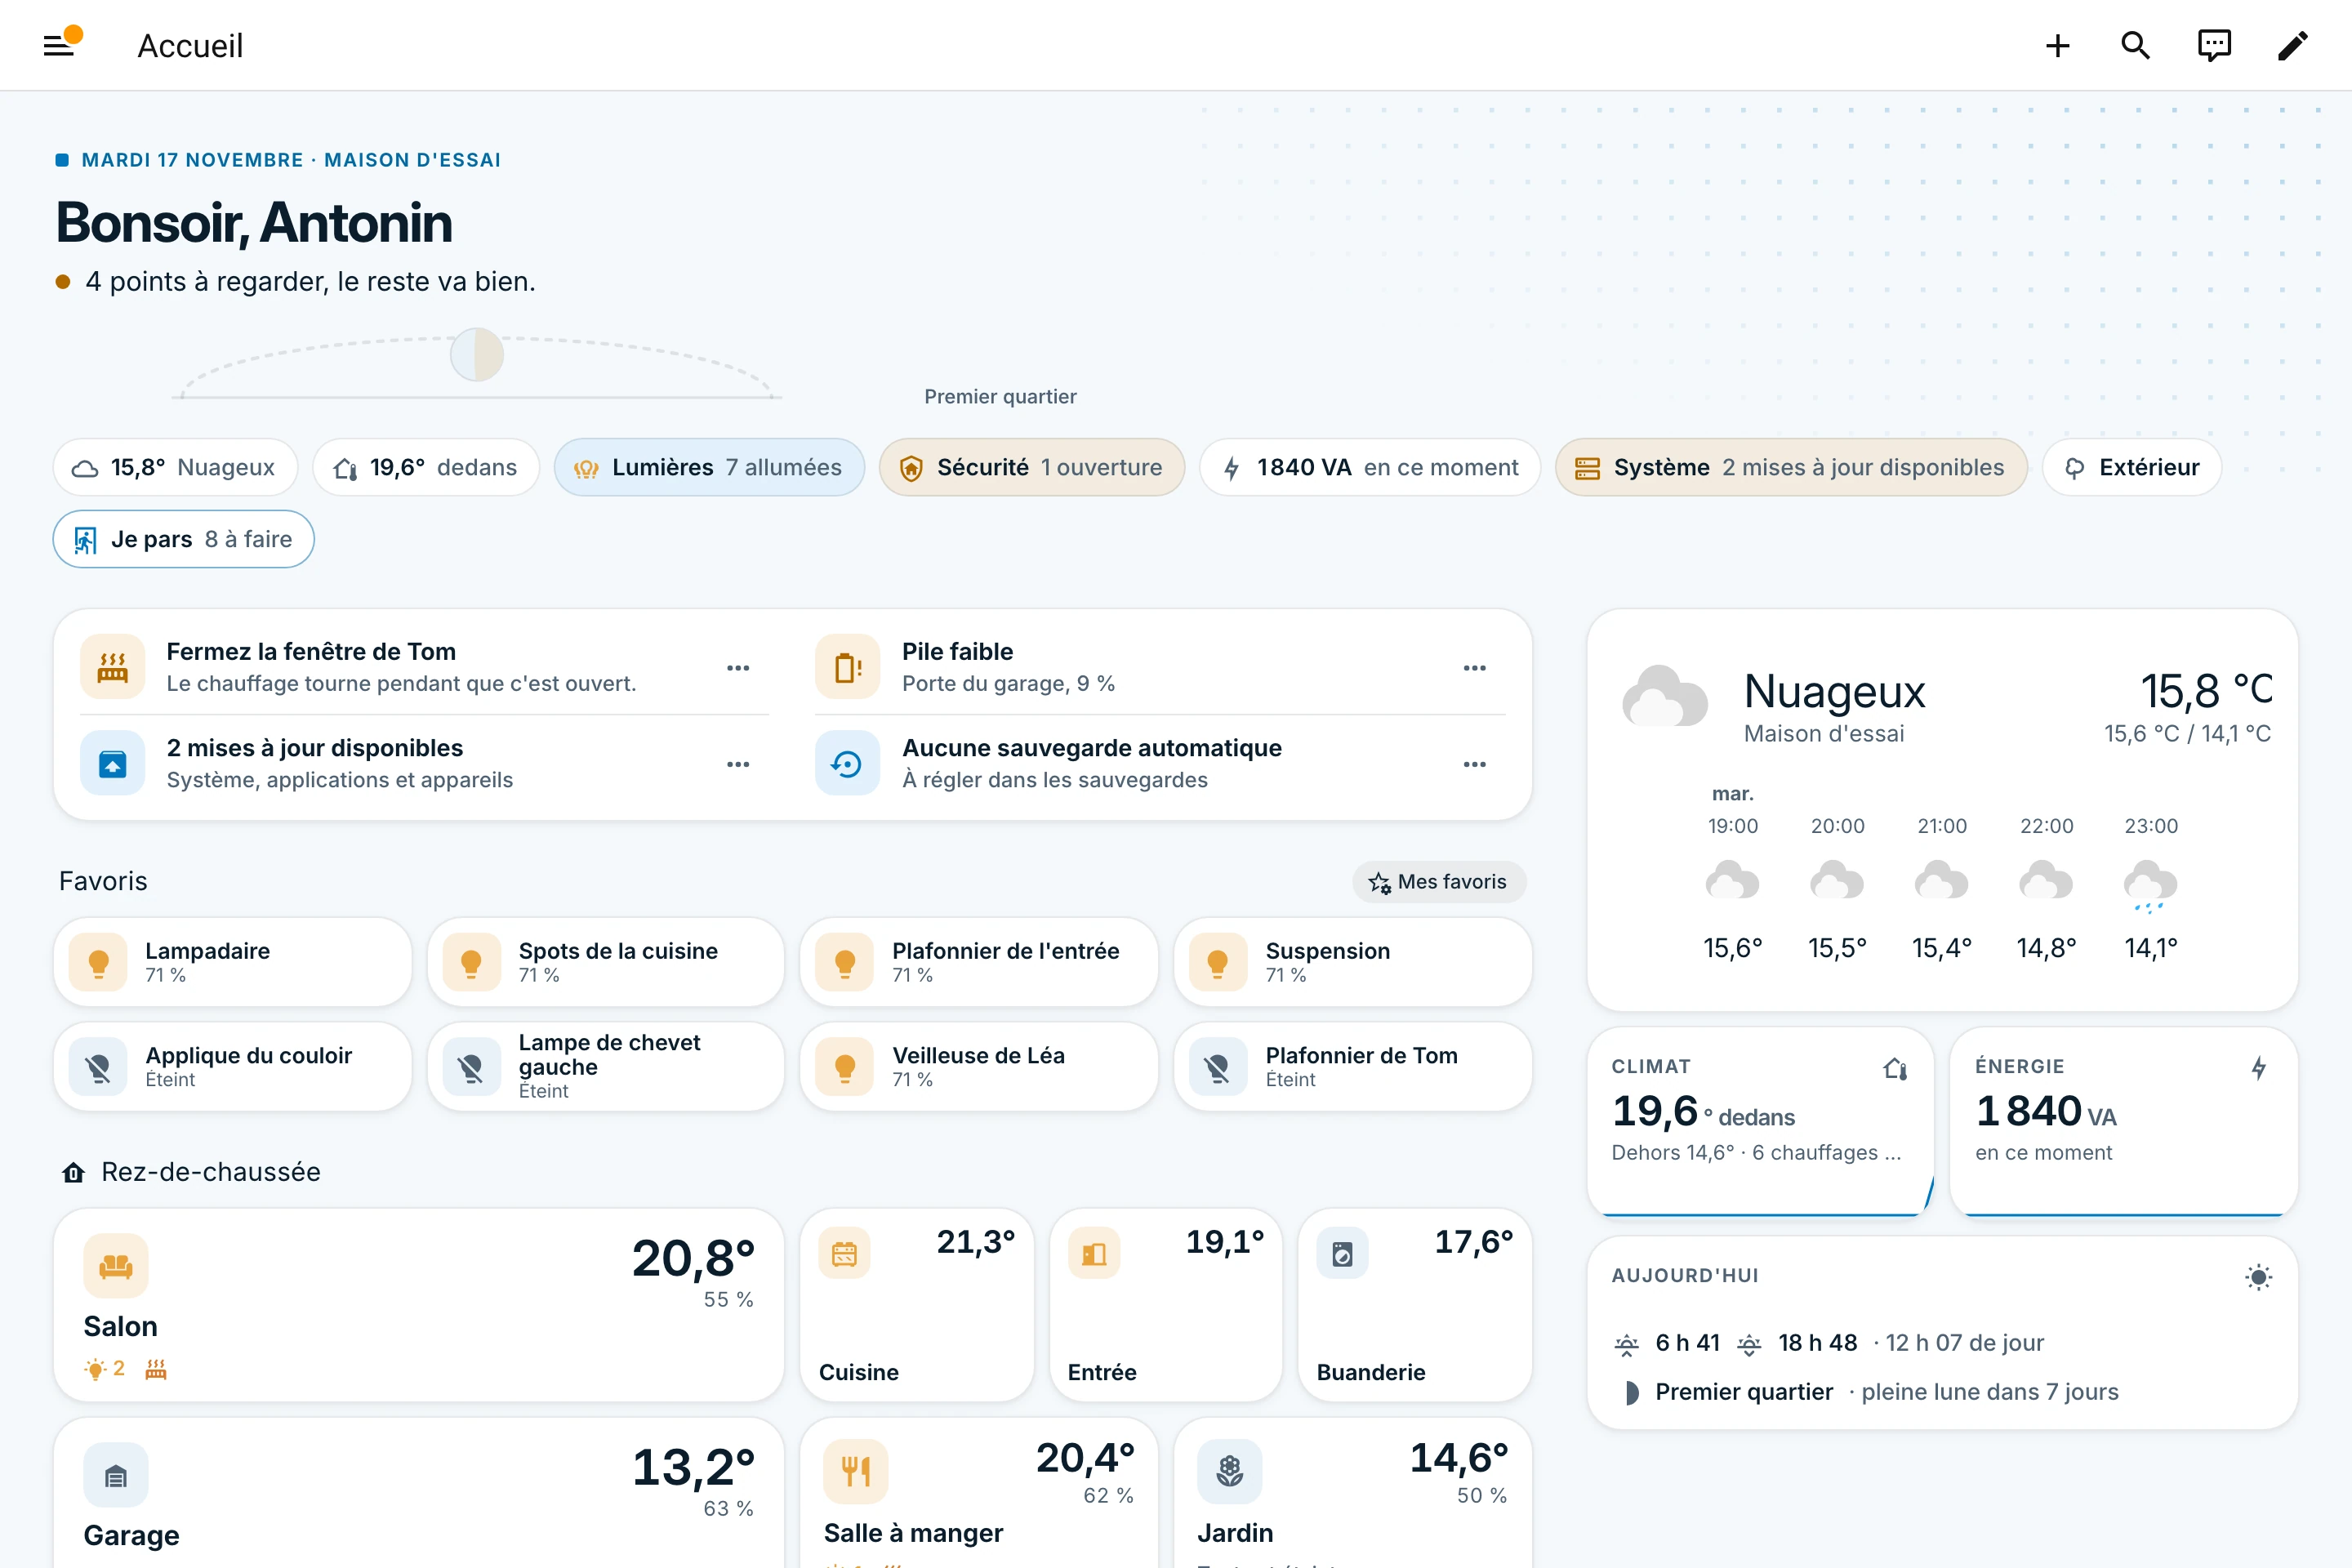 Accueil
MARDI 17 NOVEMBRE · MAISON D'ESSAI
Bonsoir, Antonin
4 points à regarder, le reste va bien.
Premier quartier
15,8° Nuageux
19,6° dedans
Lumières 7 allumées
Sécurité 1 ouverture
1 840 VA en ce moment
Système 2 mises à jour disponibles
Extérieur
Je pars 8 à faire
Fermez la fenêtre de Tom
Le chauffage tourne pendant que c'est ouvert.
Pile faible
Porte du garage, 9 %
2 mises à jour disponibles
Système, applications et appareils
Aucune sauvegarde automatique
À régler dans les sauvegardes
Favoris
Mes favoris
Lampadaire
71 %
Spots de la cuisine
71 %
Plafonnier de l'entrée
71 %
Suspension
71 %
Applique du couloir
Éteint
Lampe de chevet
gauche
Éteint
Veilleuse de Léa
71 %
Plafonnier de Tom
Éteint
Rez-de-chaussée
20,8°
55 %
Salon
2
21,3°
Cuisine
19,1°
Entrée
17,6°
Buanderie
13,2°
63 %
Garage
20,4°
62 %
Salle à manger
14,6°
50 %
Jardin
Nuageux
Maison d'essai
15,8 °C
15,6 °C / 14,1 °C
mar.
19:00 20:00 21:00 22:00 23:00
15,6° 15,5° 15,4° 14,8° 14,1°
CLIMAT
19,6° dedans
Dehors 14,6° · 6 chauffages ...
ÉNERGIE
1 840 VA
en ce moment
AUJOURD'HUI
6 h 41 18 h 48 · 12 h 07 de jour
Premier quartier · pleine lune dans 7 jours